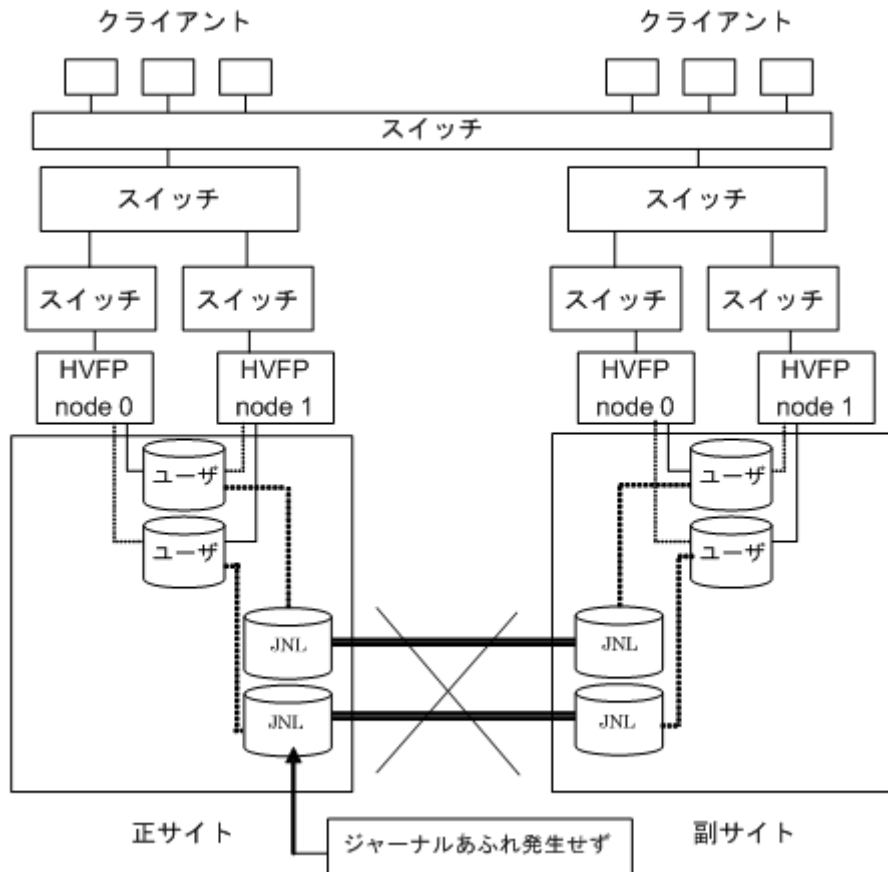 クライアント
クライアント
スイッチ
スイッチ
スイッチ
スイッチ
スイッチ
スイッチ
スイッチ
HVFP
node 0
HVFP
node 1
HVFP
node 0
HVFP
node 1
ユーザ
ユーザ
ユーザ
ユーザ
JNL
JNL
JNL
JNL
正サイト
ジャーナルあふれ発生せず
副サイト